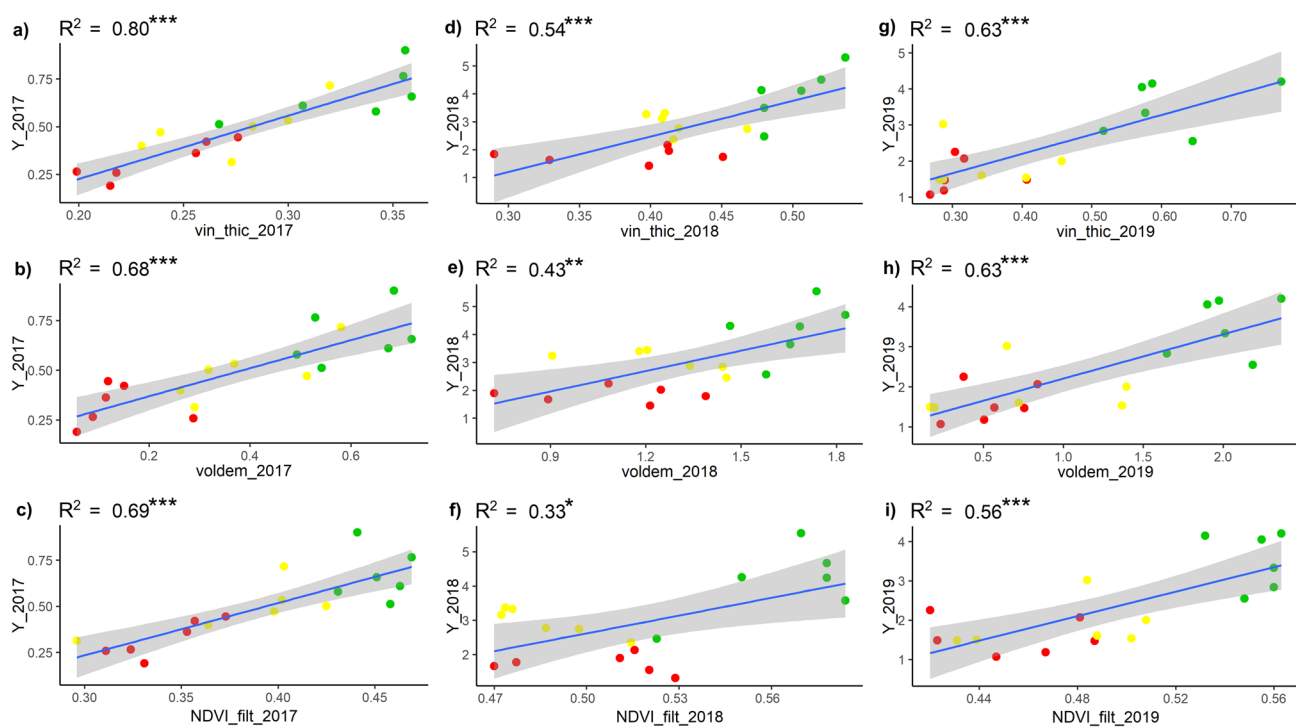 a) R² = 0.80***
Y_2017
0.75
0.50
0.25
0.20 0.25 0.30 0.35
vin_thic_2017
d) R² = 0.54***
Y_2018
5
4
3
2
1
0.30 0.40 0.50
vin_thic_2018
g) R² = 0.63***
Y_2019
5
4
3
2
1
0.30 0.40 0.50 0.60 0.70
vin_thic_2019
b) R² = 0.68***
Y_2017
0.75
0.50
0.25
0.2 0.4 0.6
voldem_2017
e) R² = 0.43**
Y_2018
5
4
3
2
1
0.9 1.2 1.5 1.8
voldem_2018
h) R² = 0.63***
Y_2019
4
3
2
1
0.5 1.0 1.5 2.0
voldem_2019
c) R² = 0.69***
Y_2017
0.75
0.50
0.25
0.30 0.35 0.40 0.45
NDVI_filt_2017
f) R² = 0.33*
Y_2018
5
4
3
2
0.47 0.50 0.53 0.56
NDVI_filt_2018
i) R² = 0.56***
Y_2019
4
3
2
1
0.44 0.48 0.52 0.56
NDVI_filt_2019